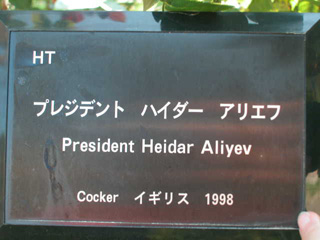 HT
プレジデント　ハイダー　アリエフ
President Heidar Aliyev
Cocker　イギリス　1998